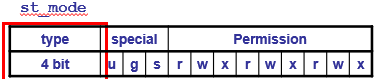 st_mode
type special Permission
4 bit u g s r w x r w x r w x